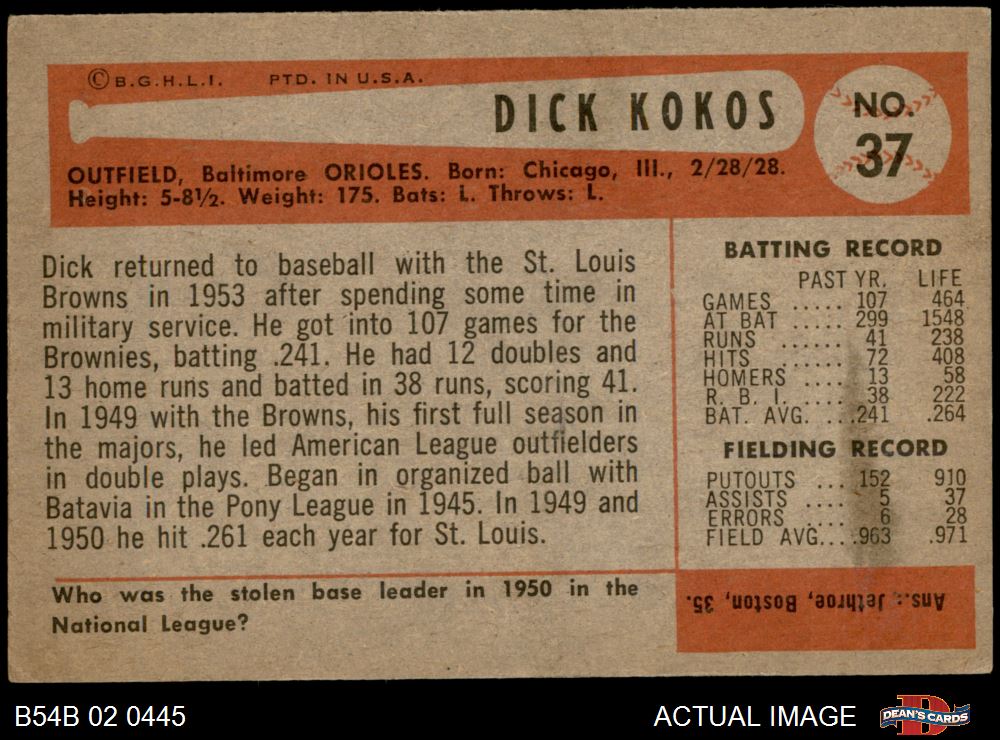 © B.G.H.L.I. PTD. IN U.S.A.
DICK KOKOS
NO.
37
OUTFIELD, Baltimore ORIOLES. Born: Chicago, Ill., 2/28/28.
Height: 5-8½. Weight: 175. Bats: L. Throws: L.
Dick returned to baseball with the St. Louis
Browns in 1953 after spending some time in
military service. He got into 107 games for the
Brownies, batting .241. He had 12 doubles and
13 home runs and batted in 38 runs, scoring 41.
In 1949 with the Browns, his first full season in
the majors, he led American League outfielders
in double plays. Began in organized ball with
Batavia in the Pony League in 1945. In 1949 and
1950 he hit .261 each year for St. Louis.
BATTING RECORD
PAST YR. LIFE
GAMES ..... 107 464
AT BAT ..... 299 1548
RUNS ...... 41 238
HITS ..... 72 408
HOMERS .... 13 58
R. B. I. .... 38 222
BAT. AVG. ...241 .264
FIELDING RECORD
PUTOUTS ... 152 910
ASSISTS .... 5 37
ERRORS .... 6 28
FIELD AVG... .963 .971
Who was the stolen base leader in 1950 in the
National League?
Ans.: Jethroe, Boston, 35.
B54B 02 0445
ACTUAL IMAGE
DEAN'S CARDS